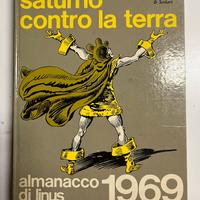 saturno
contro la terra
almanacco
di linus
1969